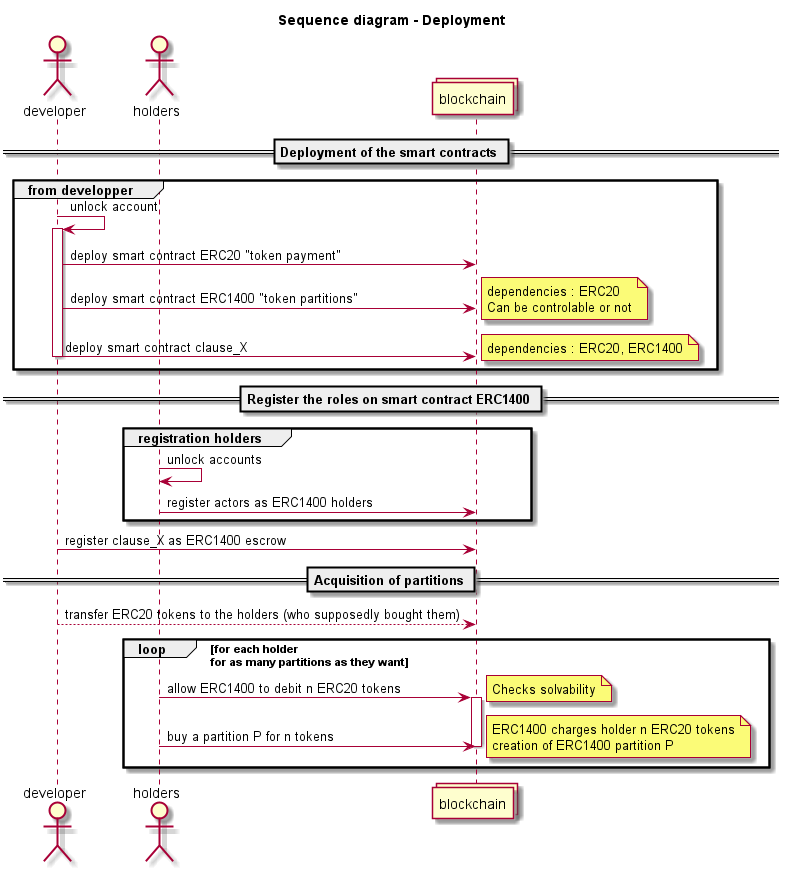 Sequence diagram - Deployment
developer
holders
blockchain
Deployment of the smart contracts
from developper
unlock account
deploy smart contract ERC20 "token payment"
deploy smart contract ERC1400 "token partitions"
dependencies : ERC20
Can be controlable or not
deploy smart contract clause_X
dependencies : ERC20, ERC1400
Register the roles on smart contract ERC1400
registration holders
unlock accounts
register actors as ERC1400 holders
register clause_X as ERC1400 escrow
Acquisition of partitions
transfer ERC20 tokens to the holders (who supposedly bought them)
loop
[for each holder
for as many partitions as they want]
allow ERC1400 to debit n ERC20 tokens
Checks solvability
buy a partition P for n tokens
ERC1400 charges holder n ERC20 tokens
creation of ERC1400 partition P
developer
holders
blockchain